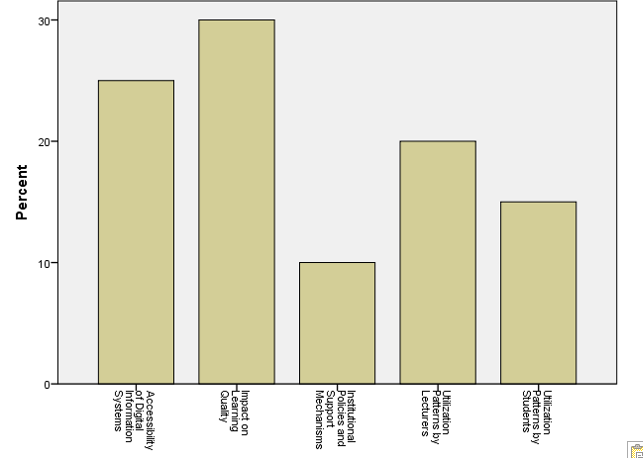 30
20
10
0
Percent
Accessibility
of Digital
Information
Systems
Impact on
Learning
Quality
Institutional
Policies and
Support
Mechanisms
Utilization
Patterns by
Lecturers
Utilization
Patterns by
Students